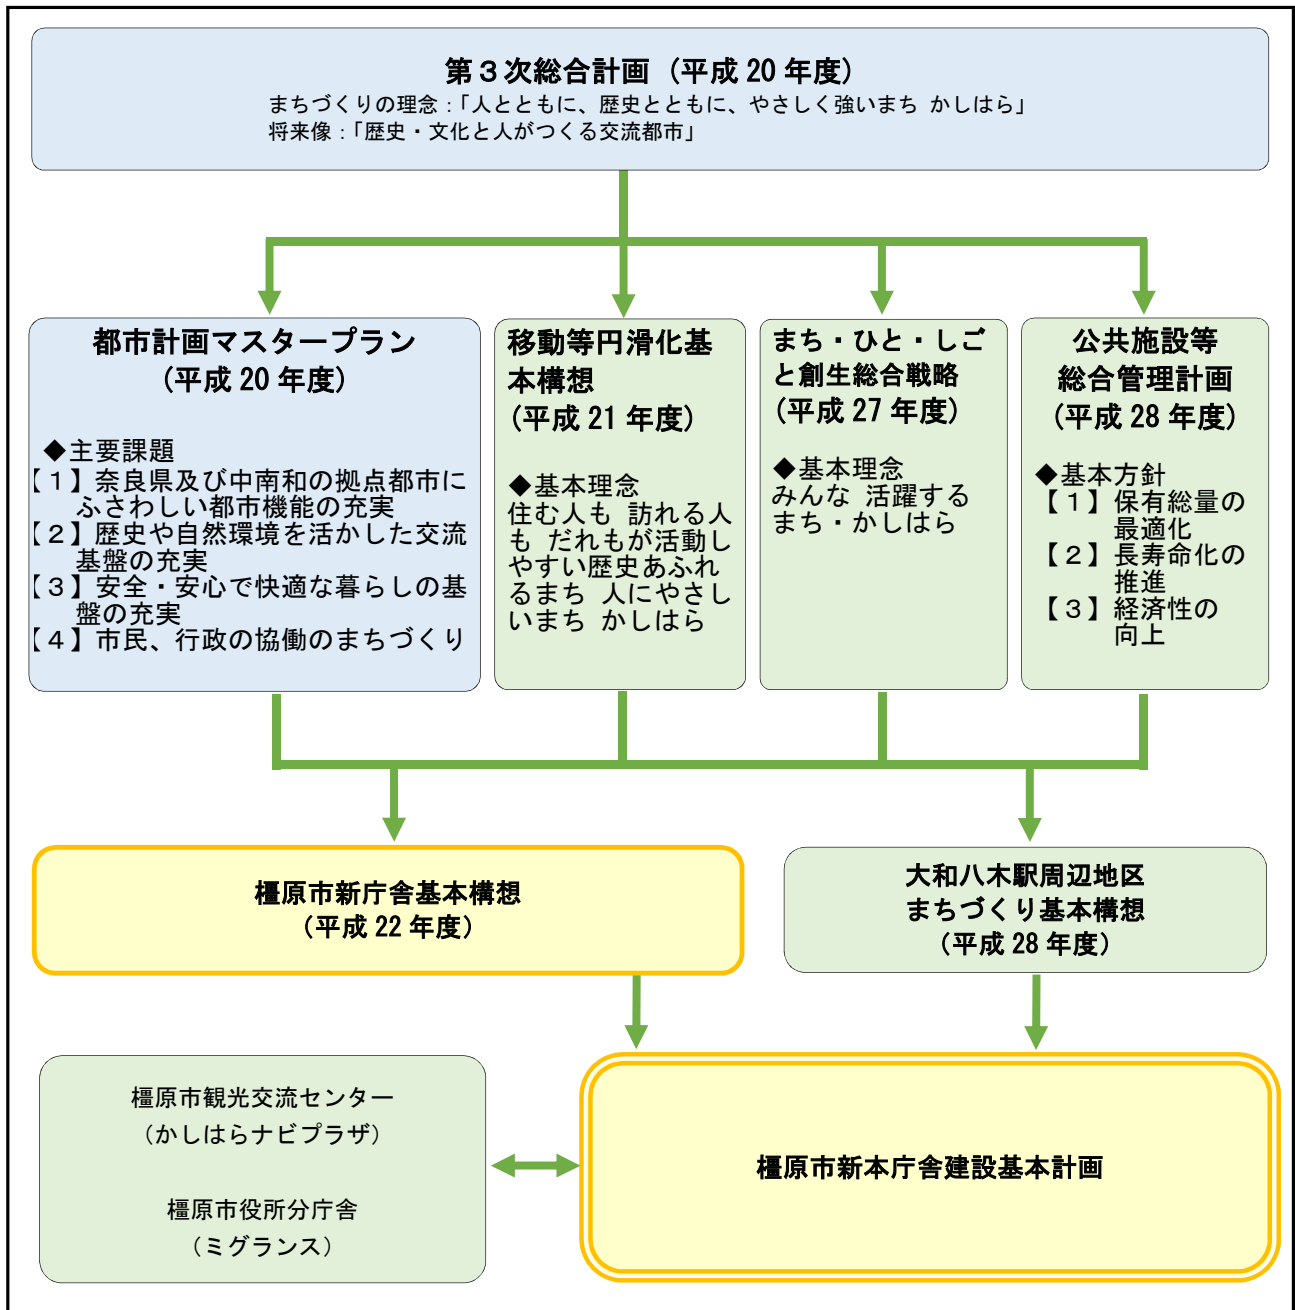 第３次総合計画（平成 20 年度）
まちづくりの理念：「人とともに、歴史とともに、やさしく強いまち かしはら」
将来像：「歴史・文化と人がつくる交流都市」
都市計画マスタープラン
（平成 20 年度）
◆主要課題
【１】奈良県及び中南和の拠点都市に
ふさわしい都市機能の充実
【２】歴史や自然環境を活かした交流
基盤の充実
【３】安全・安心で快適な暮らしの基
盤の充実
【４】市民、行政の協働のまちづくり
移動等円滑化基
本構想
（平成 21 年度）
◆基本理念
住む人も 訪れる人
も だれもが活動し
やすい歴史あふれ
るまち 人にやさし
いまち かしはら
まち・ひと・しご
と創生総合戦略
（平成 27 年度）
◆基本理念
みんな 活躍する
まち・かしはら
公共施設等
総合管理計画
（平成 28 年度）
◆基本方針
【１】保有総量の
最適化
【２】長寿命化の
推進
【３】経済性の
向上
橿原市新庁舎基本構想
（平成 22 年度）
大和八木駅周辺地区
まちづくり基本構想
（平成 28 年度）
橿原市観光交流センター
（かしはらナビプラザ）
橿原市役所分庁舎
（ミグランス）
橿原市新本庁舎建設基本計画